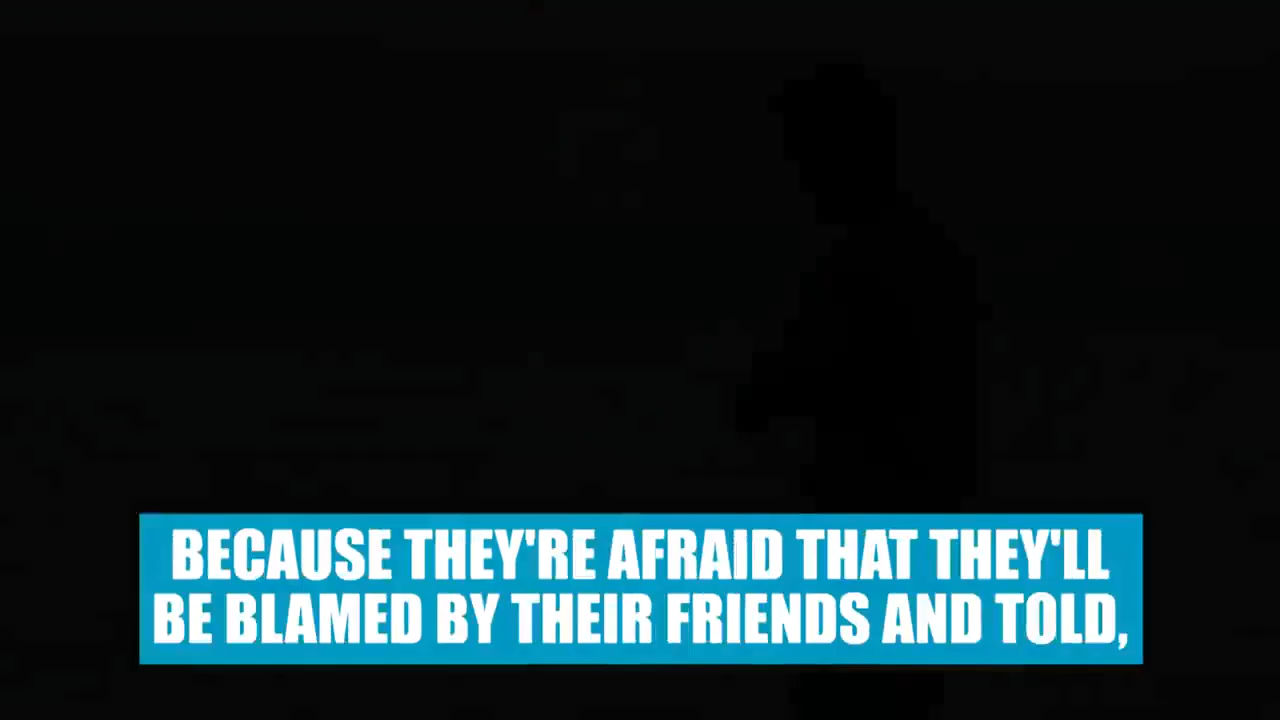 BECAUSE THEY'RE AFRAID THAT THEY'LL
BE BLAMED BY THEIR FRIENDS AND TOLD,